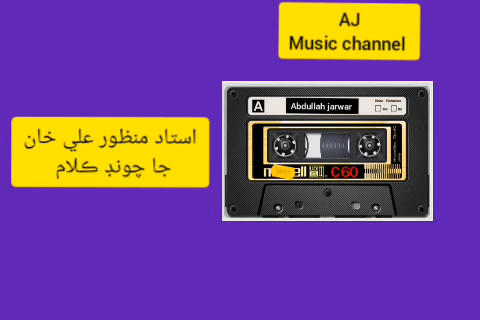 AJ
Music channel
استاد منظور علي خان
جا چونڊ ڪلام
A
Abdullah jarwar
C60